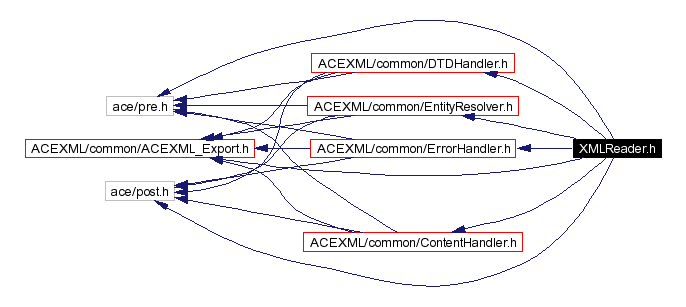 ACEXML/common/DTDHandler.h
ace/pre.h
ACEXML/common/EntityResolver.h
ACEXML/common/ACEXML_Export.h
ACEXML/common/ErrorHandler.h
XMLReader.h
ace/post.h
ACEXML/common/ContentHandler.h